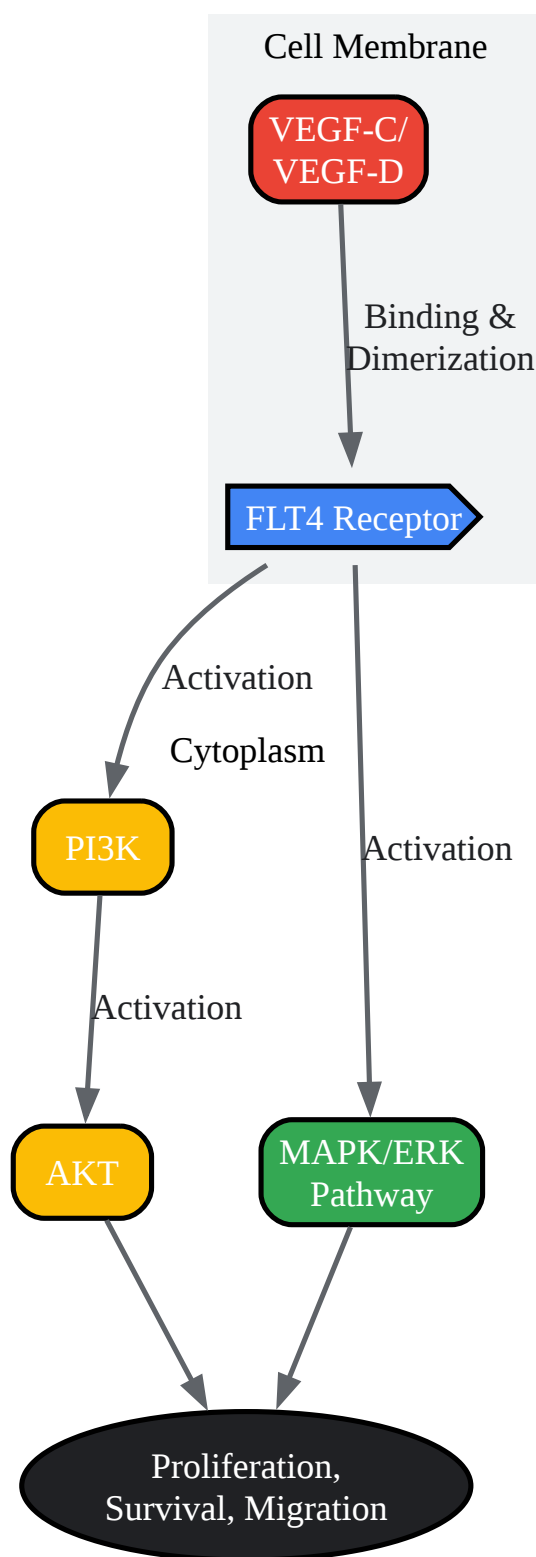 Cell Membrane
VEGF-C/
VEGF-D
Binding &
Dimerization
FLT4 Receptor
Activation
Cytoplasm
PI3K
Activation
Activation
AKT
MAPK/ERK
Pathway
Proliferation,
Survival, Migration